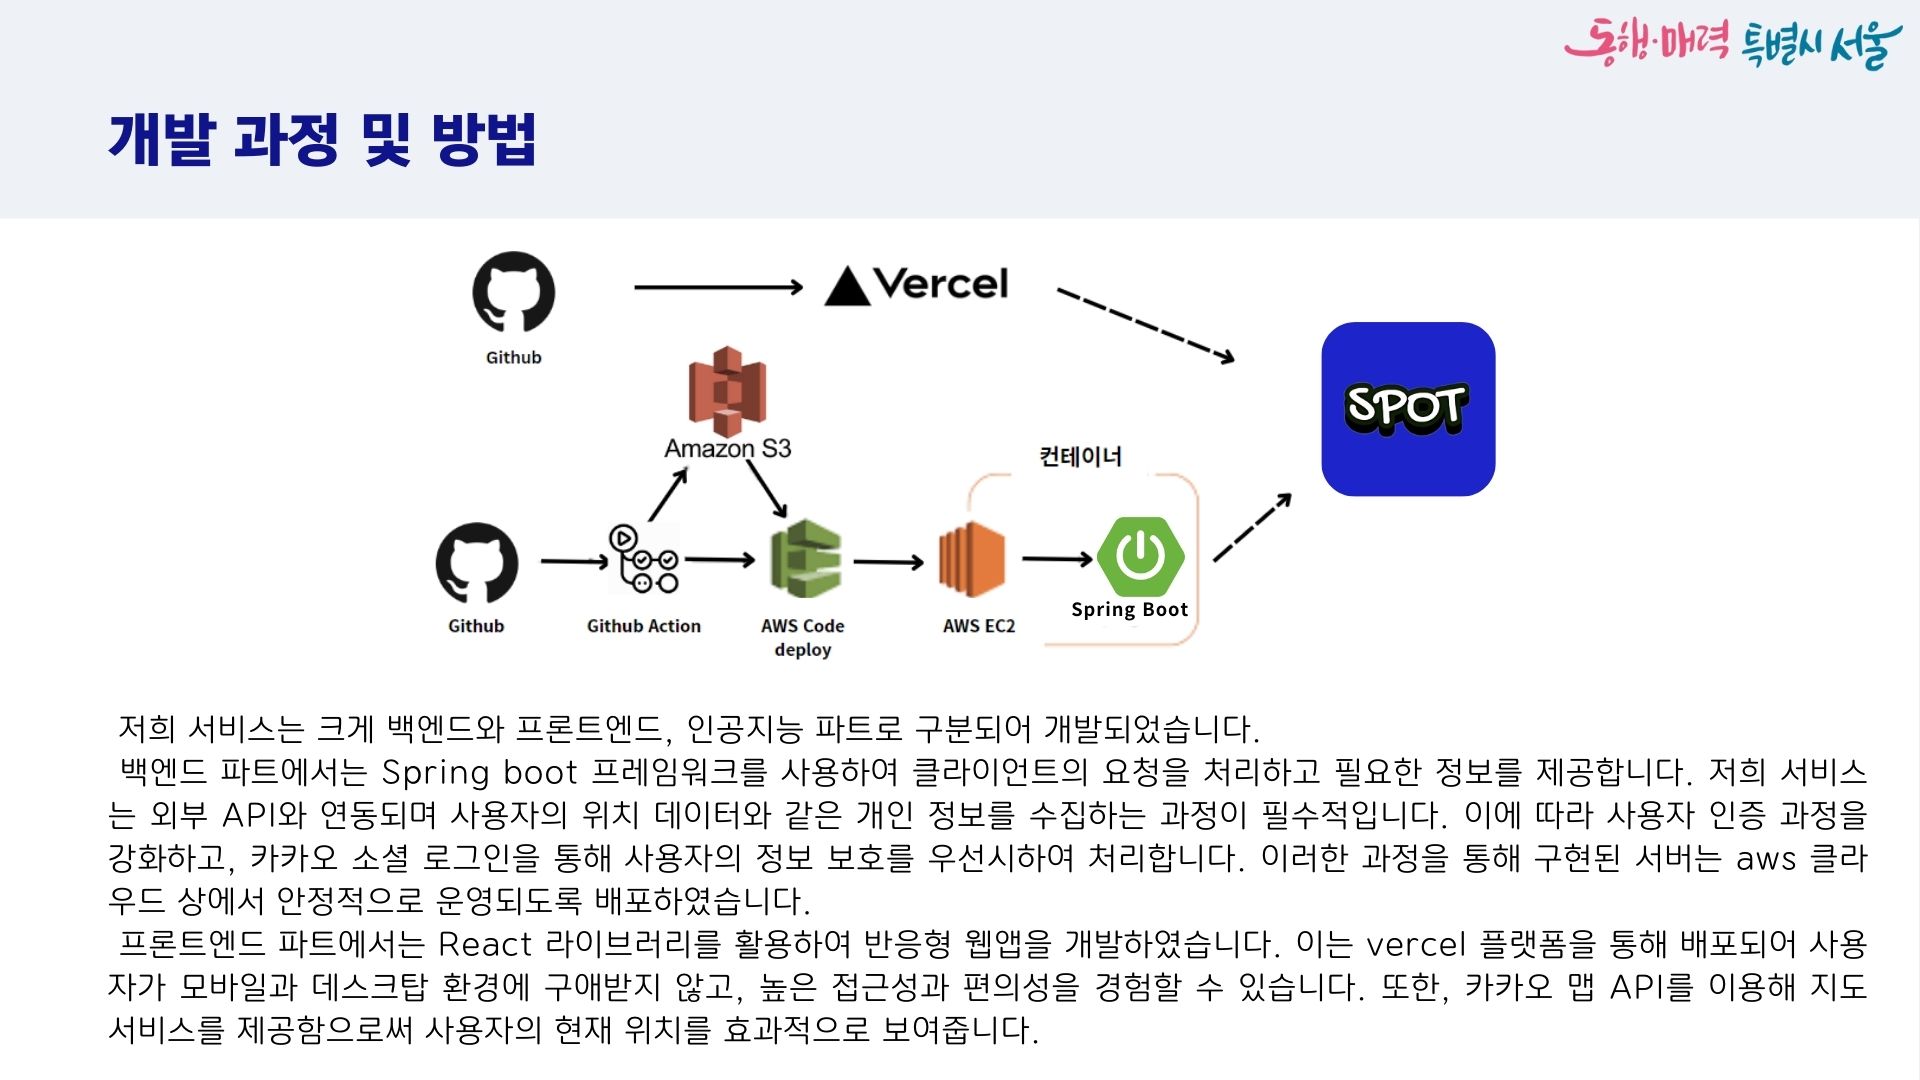 동행·매력 특별시 서울
개발 과정 및 방법
Github
Vercel
Amazon S3
컨테이너
SPOT
Github
Github Action
AWS Code
deploy
AWS EC2
Spring Boot
저희 서비스는 크게 백엔드와 프론트엔드, 인공지능 파트로 구분되어 개발되었습니다.
백엔드 파트에서는 Spring boot 프레임워크를 사용하여 클라이언트의 요청을 처리하고 필요한 정보를 제공합니다. 저희 서비스
는 외부 API와 연동되며 사용자의 위치 데이터와 같은 개인 정보를 수집하는 과정이 필수적입니다. 이에 따라 사용자 인증 과정을
강화하고, 카카오 소셜 로그인을 통해 사용자의 정보 보호를 우선시하여 처리합니다. 이러한 과정을 통해 구현된 서버는 aws 클라
우드 상에서 안정적으로 운영되도록 배포하였습니다.
프론트엔드 파트에서는 React 라이브러리를 활용하여 반응형 웹앱을 개발하였습니다. 이는 vercel 플랫폼을 통해 배포되어 사용
자가 모바일과 데스크탑 환경에 구애받지 않고, 높은 접근성과 편의성을 경험할 수 있습니다. 또한, 카카오 맵 API를 이용해 지도
서비스를 제공함으로써 사용자의 현재 위치를 효과적으로 보여줍니다.